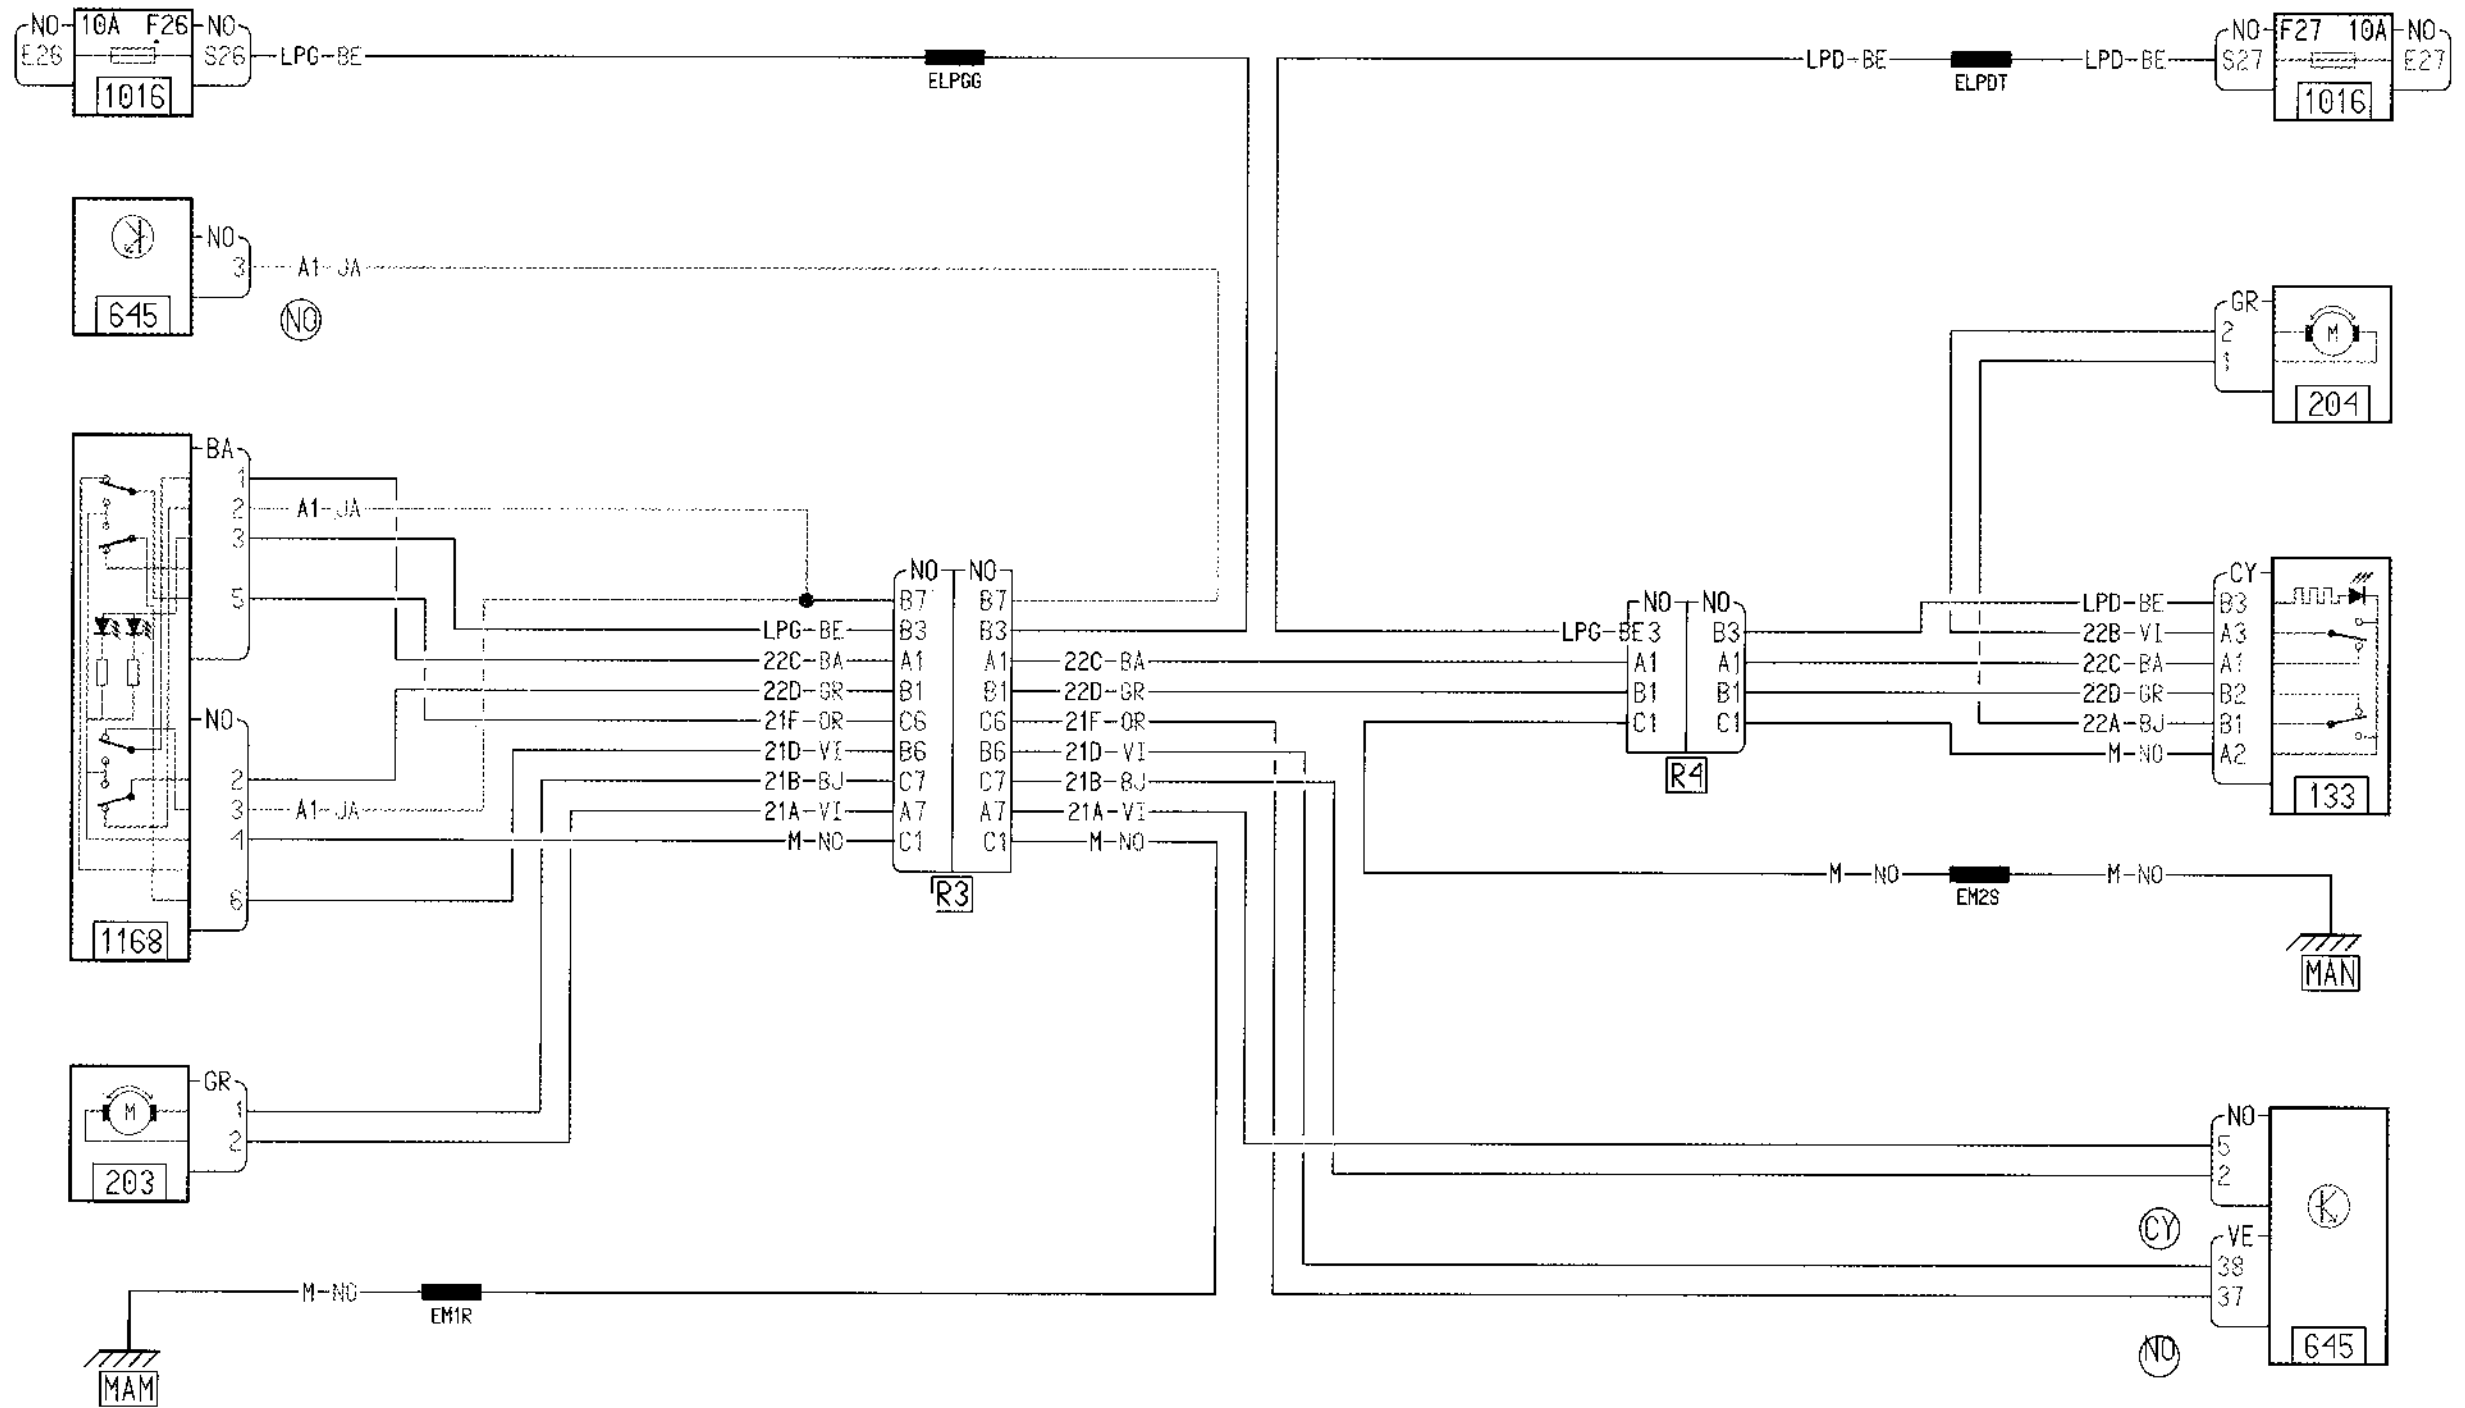 NO 10A F26 NO
E26 S26 LPG-BE
1016
ELPGG
LPD-BE
ELPDT
LPD-BE
NO F27 10A NO
S27 E27
1016
NO
3 A1-JA
645
NO
GR
2
1
M
204
BA
1
2 A1-JA
3
5
NO
2
3 A1-JA
4
6
1168
NO NO
B7 B7
LPG-BE B3 B3
22C-BA A1 A1 22C-BA
22D-GR B1 B1 22D-GR
21F-OR C6 C6 21F-OR
21D-VI B6 B6 21D-VI
21B-BJ C7 C7 21B-BJ
21A-VI A7 A7 21A-VI
M-NO C1 C1 M-NO
R3
NO NO
LPG-BE3 B3
A1 A1
B1 B1
C1 C1
R4
CY
LPD-BE B3
22B-VI A3
22C-BA A1
22D-GR B2
22A-BJ B1
M-NO A2
133
M-NO
EM2S
M-NO
MAN
GR
1
2
M
203
NO
5
2
CY
VE
38
37
NO
645
M-NO
EM1R
MAM